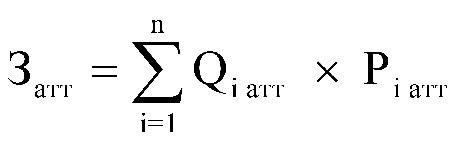 n
З атт = ∑ Q i атт × P i атт
i=1